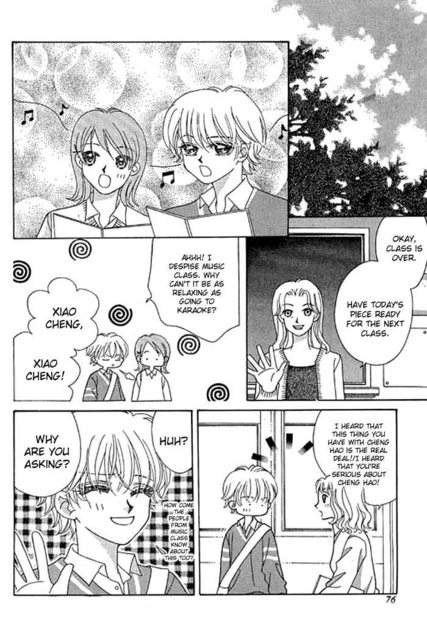 OKAY,
CLASS IS
OVER.
HAVE TODAY'S
PIECE READY
FOR THE NEXT
CLASS.
AHHH! I
DESPISE MUSIC
CLASS. WHY
CAN'T IT BE AS
RELAXING AS
GOING TO
KARAOKE?
XIAO
CHENG,
XIAO
CHENG!
I HEARD THAT
THIS THING YOU
HAVE WITH CHENG
HAO IS THE REAL
DEAL!/I HEARD
THAT YOU'RE
SERIOUS ABOUT
CHENG HAO!
HUH?
WHY
ARE YOU
ASKING?
HOW COME
THE
PEOPLE
FROM
MUSIC
CLASS
KNOW
ABOUT
THIS TOO?
76